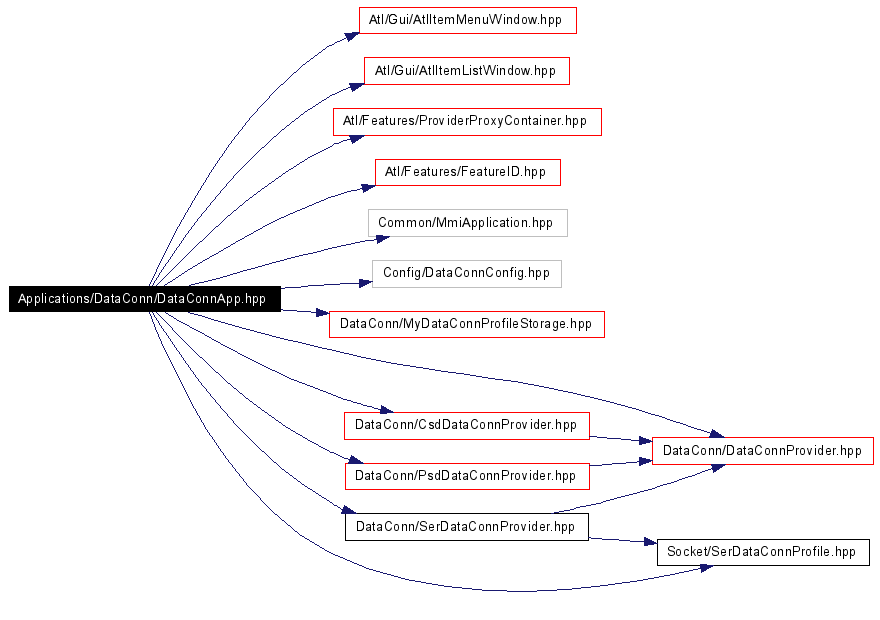 Atl/Gui/AtlItemMenuWindow.hpp
Atl/Gui/AtlItemListWindow.hpp
Atl/Features/ProviderProxyContainer.hpp
Atl/Features/FeatureID.hpp
Common/MmiApplication.hpp
Config/DataConnConfig.hpp
Applications/DataConn/DataConnApp.hpp
DataConn/MyDataConnProfileStorage.hpp
DataConn/CsdDataConnProvider.hpp
DataConn/DataConnProvider.hpp
DataConn/PsdDataConnProvider.hpp
DataConn/SerDataConnProvider.hpp
Socket/SerDataConnProfile.hpp